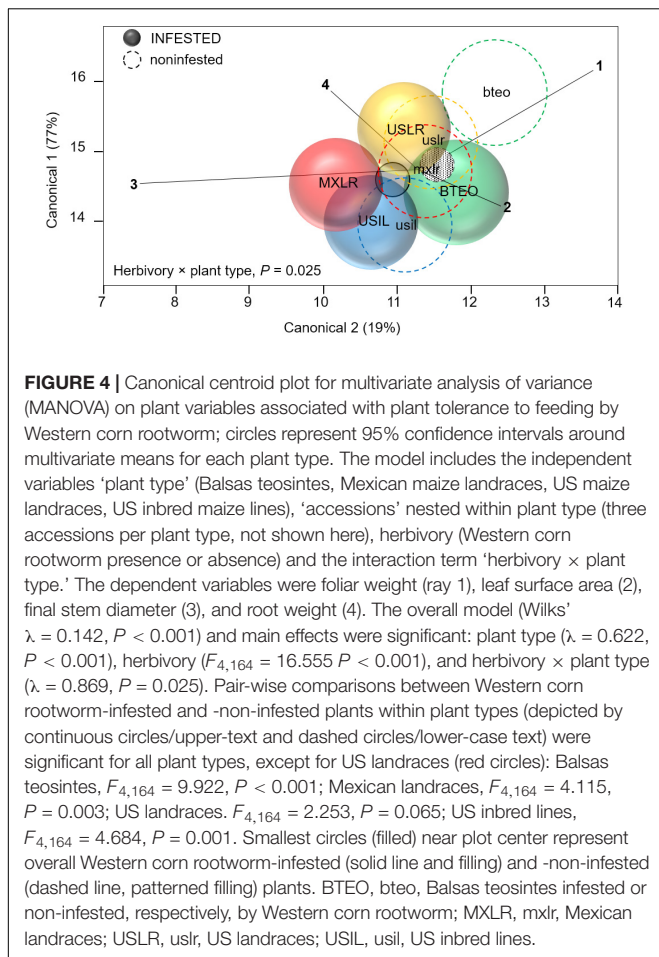 INFESTED
noninfested
16
15
14
Canonical 1 (77%)
1
4
bteo
USLR
uslr
mxlr
3
MXLR
BTEO
2
USIL
usil
Herbivory × plant type, P = 0.025
7 8 9 10 11 12 13 14
Canonical 2 (19%)
FIGURE 4 | Canonical centroid plot for multivariate analysis of variance
(MANOVA) on plant variables associated with plant tolerance to feeding by
Western corn rootworm; circles represent 95% confidence intervals around
multivariate means for each plant type. The model includes the independent
variables ‘plant type’ (Balsas teosintes, Mexican maize landraces, US maize
landraces, US inbred maize lines), ‘accessions’ nested within plant type (three
accessions per plant type, not shown here), herbivory (Western corn
rootworm presence or absence) and the interaction term ‘herbivory × plant
type.’ The dependent variables were foliar weight (ray 1), leaf surface area (2),
final stem diameter (3), and root weight (4). The overall model (Wilks’
λ = 0.142, P < 0.001) and main effects were significant: plant type (λ = 0.622,
P < 0.001), herbivory (F4,164 = 16.555 P < 0.001), and herbivory × plant type
(λ = 0.869, P = 0.025). Pair-wise comparisons between Western corn
rootworm-infested and -non-infested plants within plant types (depicted by
continuous circles/upper-text and dashed circles/lower-case text) were
significant for all plant types, except for US landraces (red circles): Balsas
teosintes, F4,164 = 9.922, P < 0.001; Mexican landraces, F4,164 = 4.115,
P = 0.003; US landraces. F4,164 = 2.253, P = 0.065; US inbred lines,
F4,164 = 4.684, P = 0.001. Smallest circles (filled) near plot center represent
overall Western corn rootworm-infested (solid line and filling) and -non-infested
(dashed line, patterned filling) plants. BTEO, bteo, Balsas teosintes infested or
non-infested, respectively, by Western corn rootworm; MXLR, mxlr, Mexican
landraces; USLR, uslr, US landraces; USIL, usil, US inbred lines.